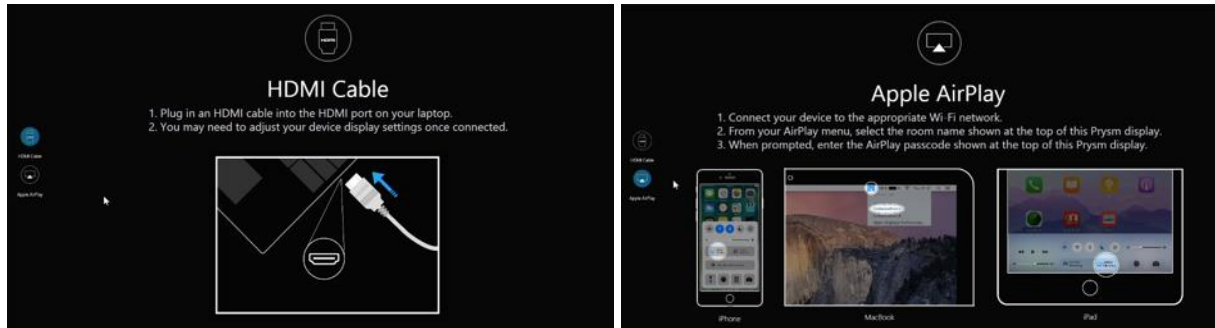 HDMI
HDMI Cable
1. Plug in an HDMI cable into the HDMI port on your laptop.
2. You may need to adjust your device display settings once connected.
HDMI Cable
Apple AirPlay
Apple AirPlay
1. Connect your device to the appropriate Wi-Fi network.
2. From your AirPlay menu, select the room name shown at the top of this Prysm display.
3. When prompted, enter the AirPlay passcode shown at the top of this Prysm display.
HDMI Cable
Apple AirPlay
iPhone
MacBook
iPad